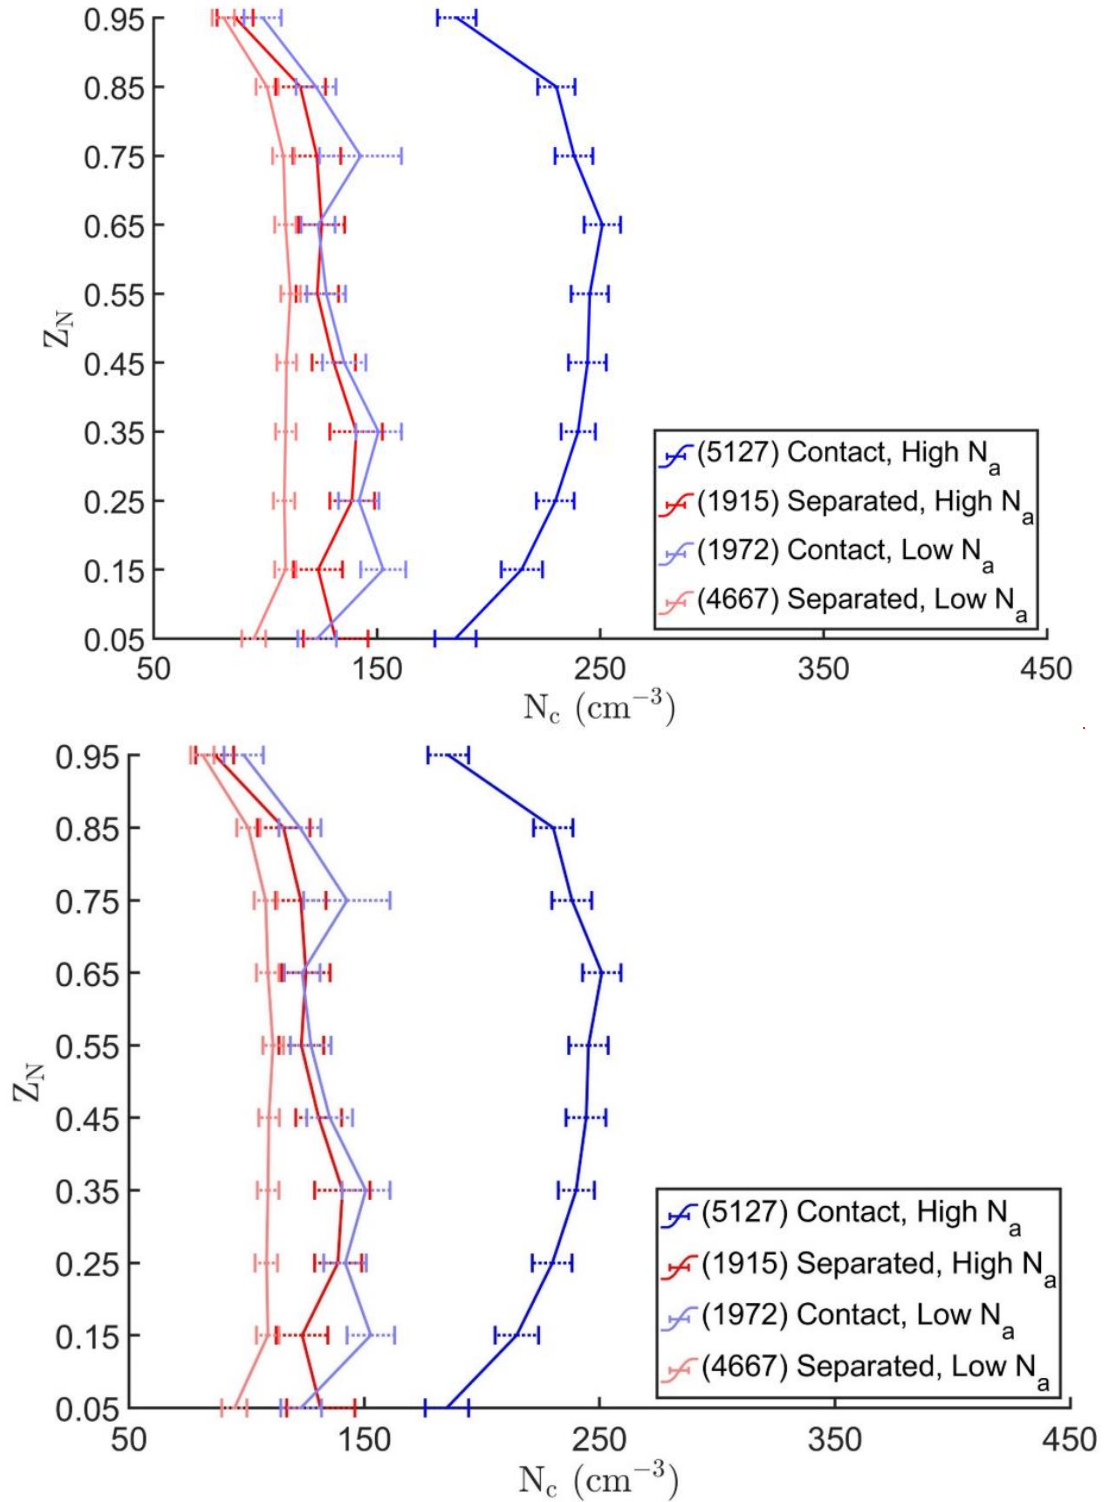 0.95
0.85
0.75
0.65
0.55
0.45
0.35
0.25
0.15
0.05
Z_N
50 150 250 350 450
N_c (cm⁻³)
(5127) Contact, High N_a
(1915) Separated, High N_a
(1972) Contact, Low N_a
(4667) Separated, Low N_a
0.95
0.85
0.75
0.65
0.55
0.45
0.35
0.25
0.15
0.05
Z_N
50 150 250 350 450
N_c (cm⁻³)
(5127) Contact, High N_a
(1915) Separated, High N_a
(1972) Contact, Low N_a
(4667) Separated, Low N_a